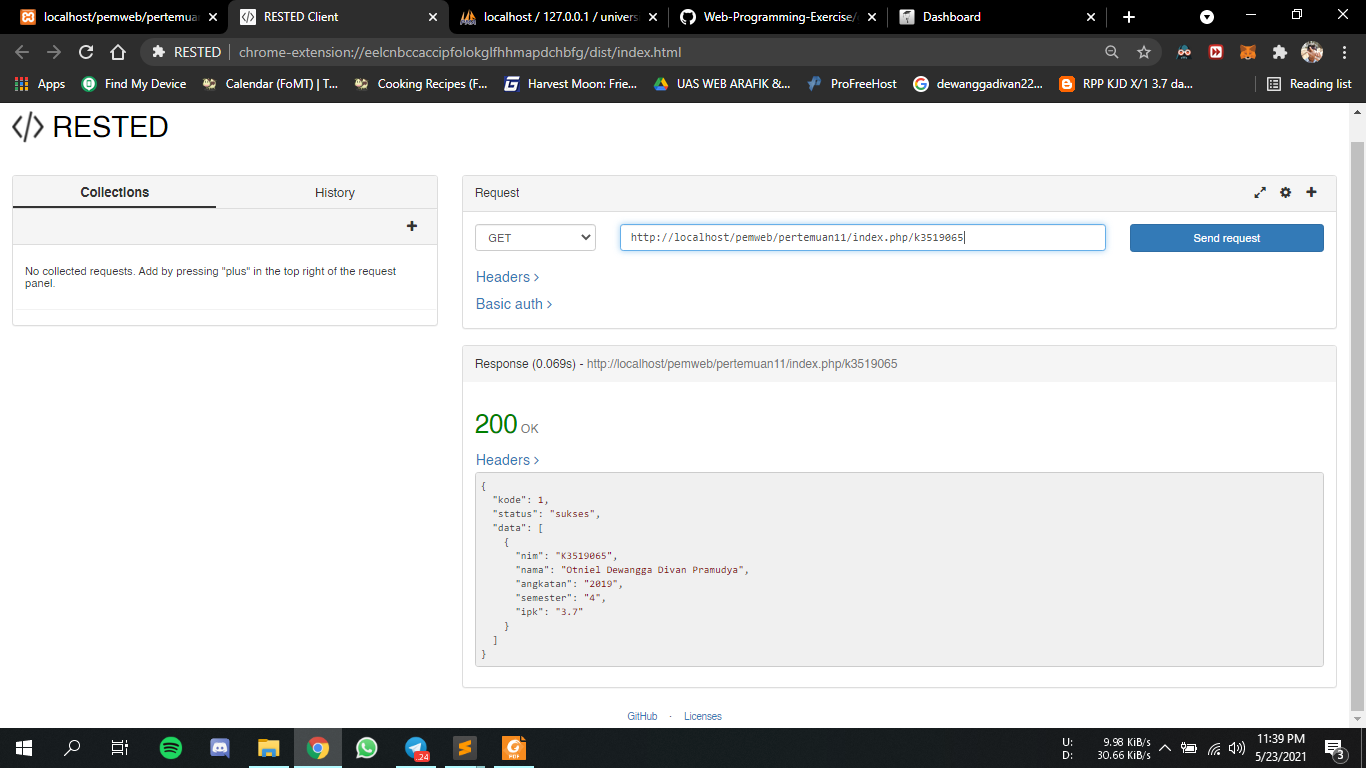 localhost/pemweb/pertemuan
RESTED Client
localhost / 127.0.0.1 / univers
Web-Programming-Exercise/
Dashboard
RESTED
chrome-extension://eelcnbccaccipfolokglfhhmapdchbfg/dist/index.html
Apps
Find My Device
Calendar (FoMT) | T...
Cooking Recipes (F...
Harvest Moon: Frie...
UAS WEB ARAFIK &...
ProFreeHost
dewanggadivan22...
RPP KJD X/1 3.7 da...
Reading list
</> RESTED
Collections
History
No collected requests. Add by pressing "plus" in the top right of the request
panel.
Request
GET
http://localhost/pemweb/pertemuan11/index.php/k3519065
Send request
Headers >
Basic auth >
Response (0.069s) - http://localhost/pemweb/pertemuan11/index.php/k3519065
200 OK
Headers >
{
"kode": 1,
"status": "sukses",
"data": [
{
"nim": "K3519065",
"nama": "Otniel Dewangga Divan Pramudya",
"angkatan": "2019",
"semester": "4",
"ipk": "3.7"
}
]
}
GitHub · Licenses
24
PDF
U: 9.98 KiB/s
D: 30.66 KiB/s
11:39 PM
5/23/2021
3